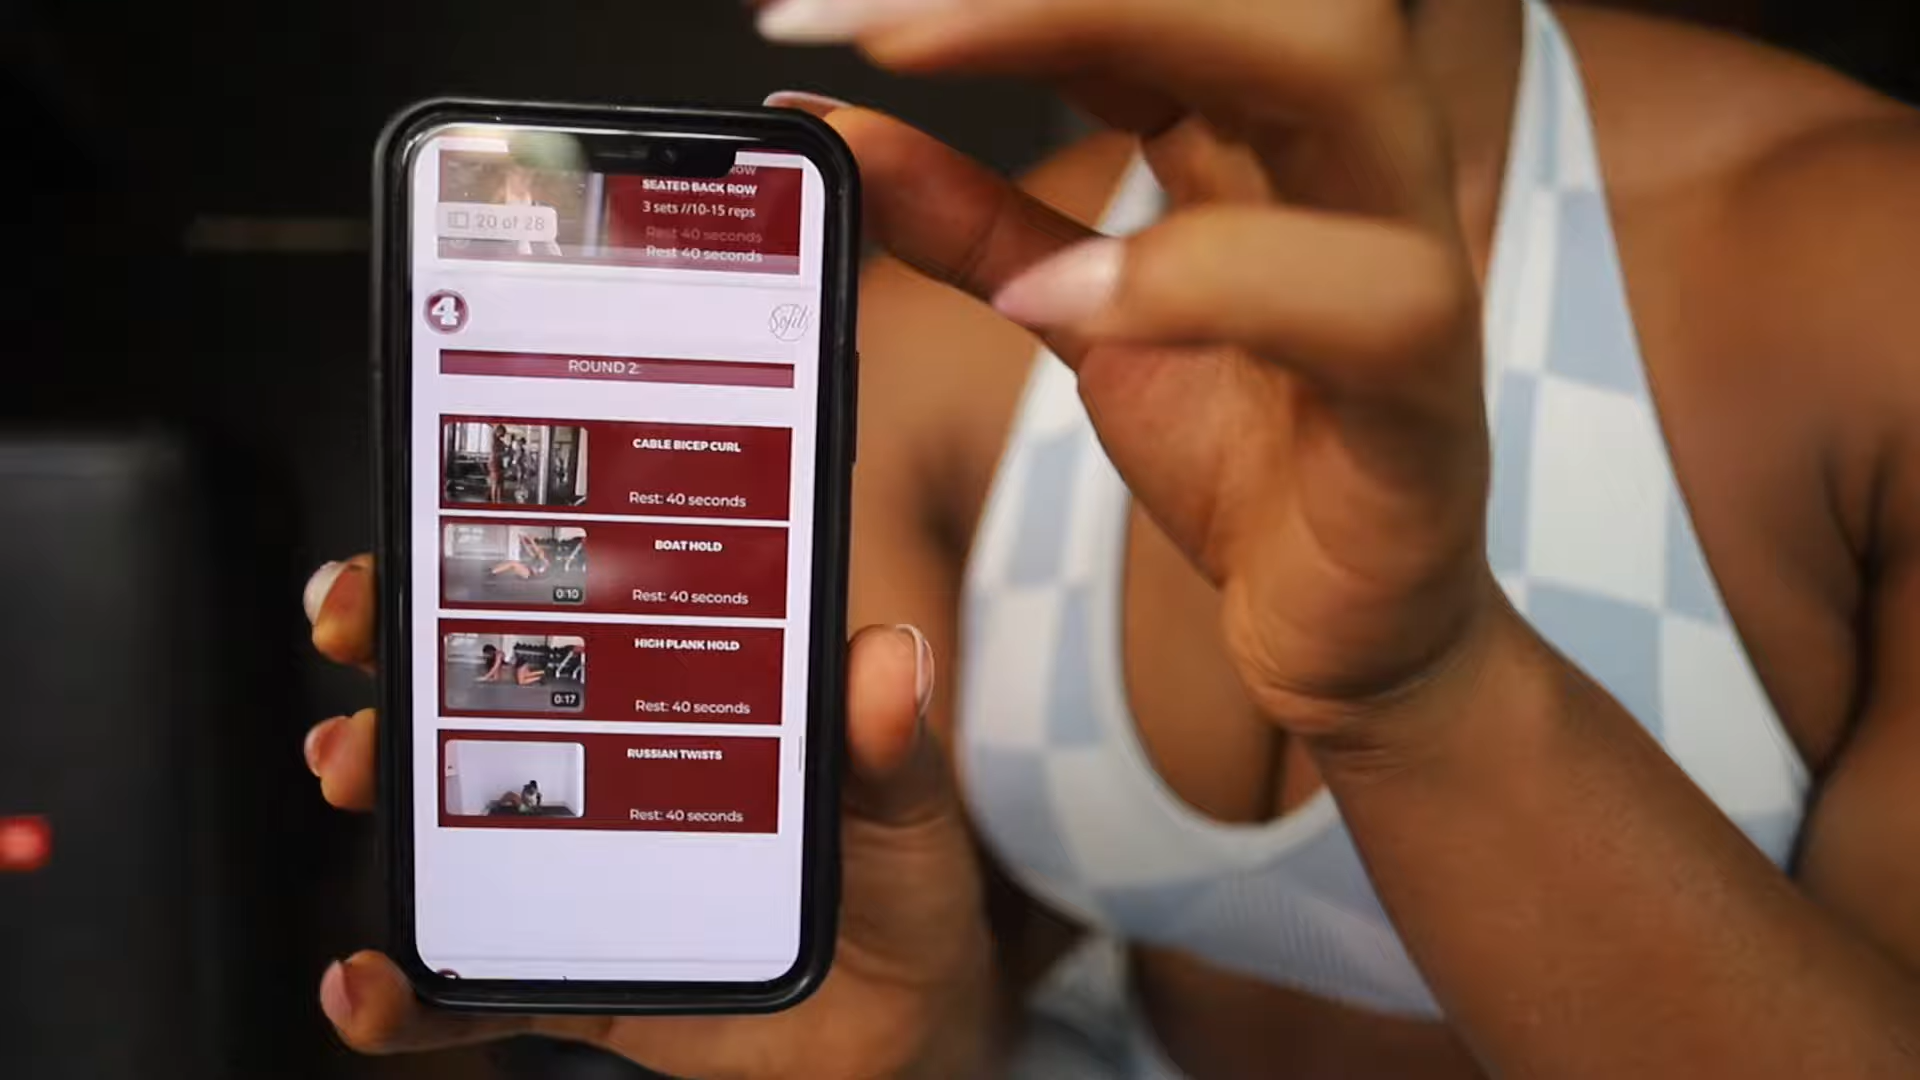 SEATED BACK ROW
3 sets //10-15 reps
Rest 40 seconds
Rest 40 seconds
20 of 28
4
ROUND 2:
CABLE BICEP CURL
Rest: 40 seconds
BOAT HOLD
0:10
Rest: 40 seconds
HIGH PLANK HOLD
0:17
Rest: 40 seconds
RUSSIAN TWISTS
Rest: 40 seconds